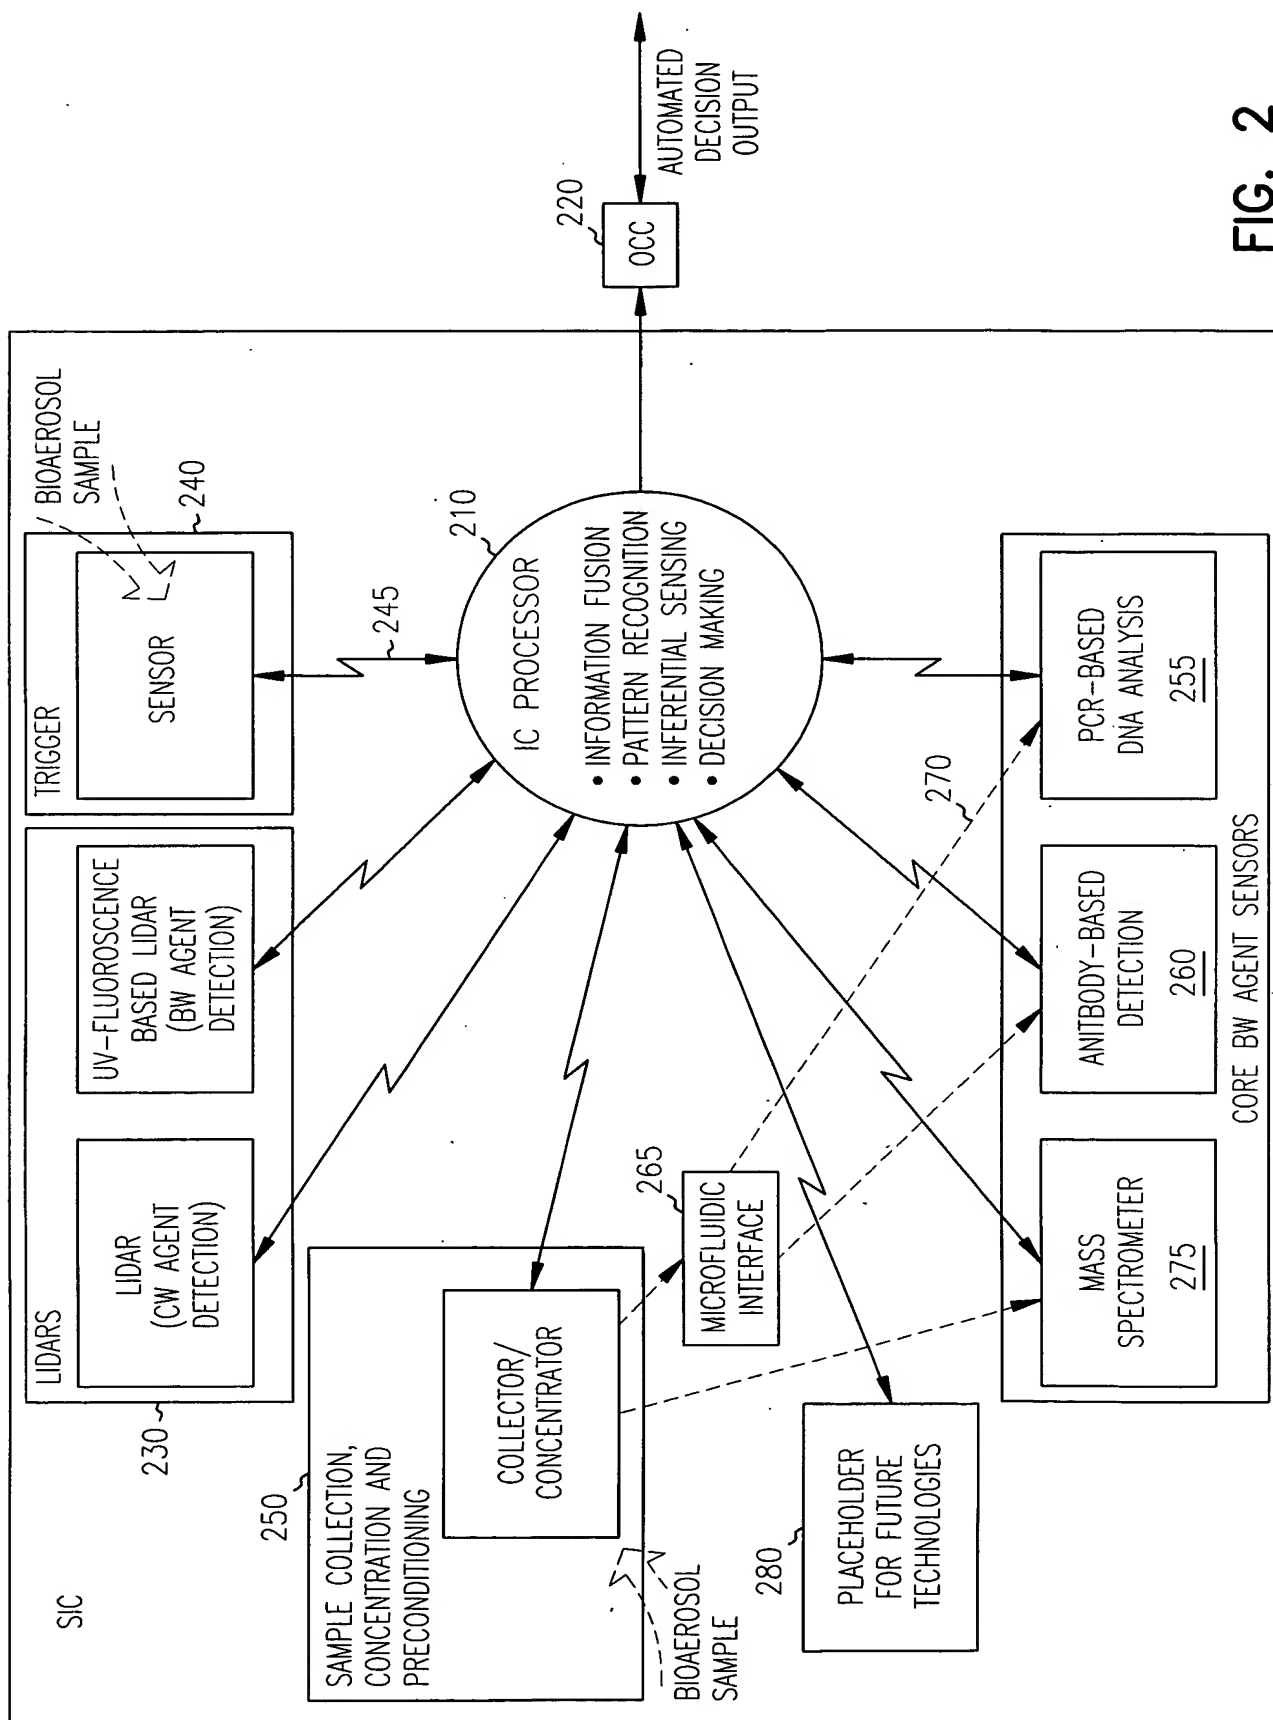 SIC
LIDARS
230
LIDAR
(CW AGENT
DETECTION)
UV-FLUOROSCENCE
BASED LIDAR
(BW AGENT
DETECTION)
TRIGGER
SENSOR
BIOAEROSOL
SAMPLE
240
245
250
SAMPLE COLLECTION,
CONCENTRATION AND
PRECONDITIONING
COLLECTOR/
CONCENTRATOR
BIOAEROSOL
SAMPLE
210
IC PROCESSOR
• INFORMATION FUSION
• PATTERN RECOGNITION
• INFERENTIAL SENSING
• DECISION MAKING
220
OCC
AUTOMATED
DECISION
OUTPUT
265
MICROFLUIDIC
INTERFACE
270
280
PLACEHOLDER
FOR FUTURE
TECHNOLOGIES
MASS
SPECTROMETER
275
ANITBODY-BASED
DETECTION
260
PCR-BASED
DNA ANALYSIS
255
CORE BW AGENT SENSORS
FIG. 2